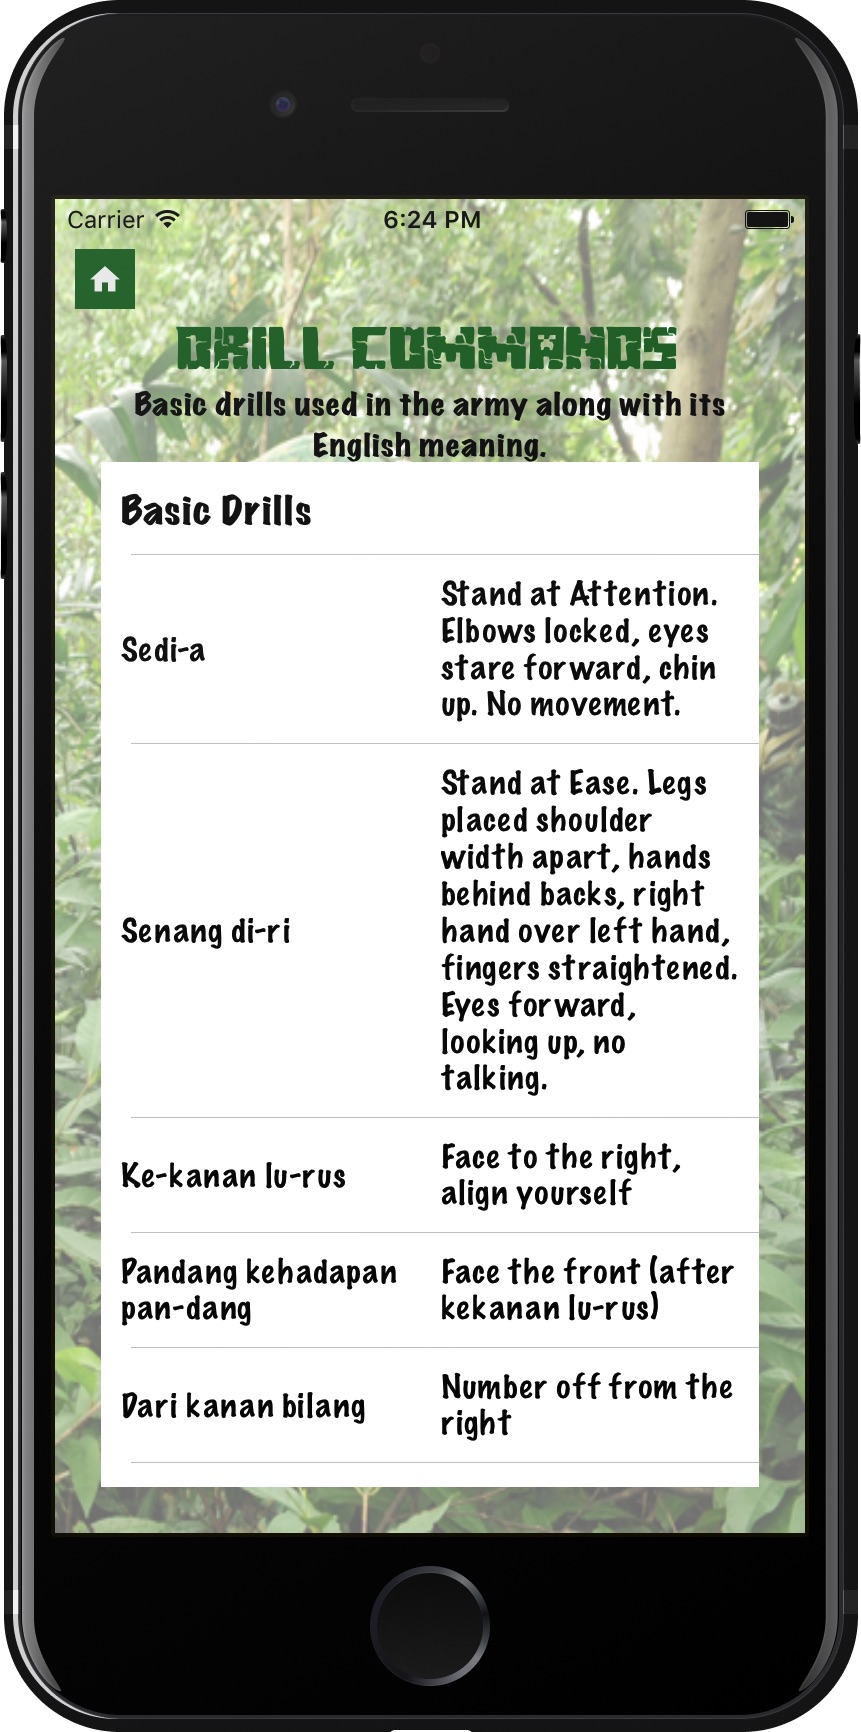 Carrier 6:24 PM
DRILL COMMANDS
Basic drills used in the army along with its
English meaning.
Basic Drills
Sedi-a
Stand at Attention.
Elbows locked, eyes
stare forward, chin
up. No movement.
Senang di-ri
Stand at Ease. Legs
placed shoulder
width apart, hands
behind backs, right
hand over left hand,
fingers straightened.
Eyes forward,
looking up, no
talking.
Ke-kanan lu-rus
Face to the right,
align yourself
Pandang kehadapan
pan-dang
Face the front (after
kekanan lu-rus)
Dari kanan bilang
Number off from the
right